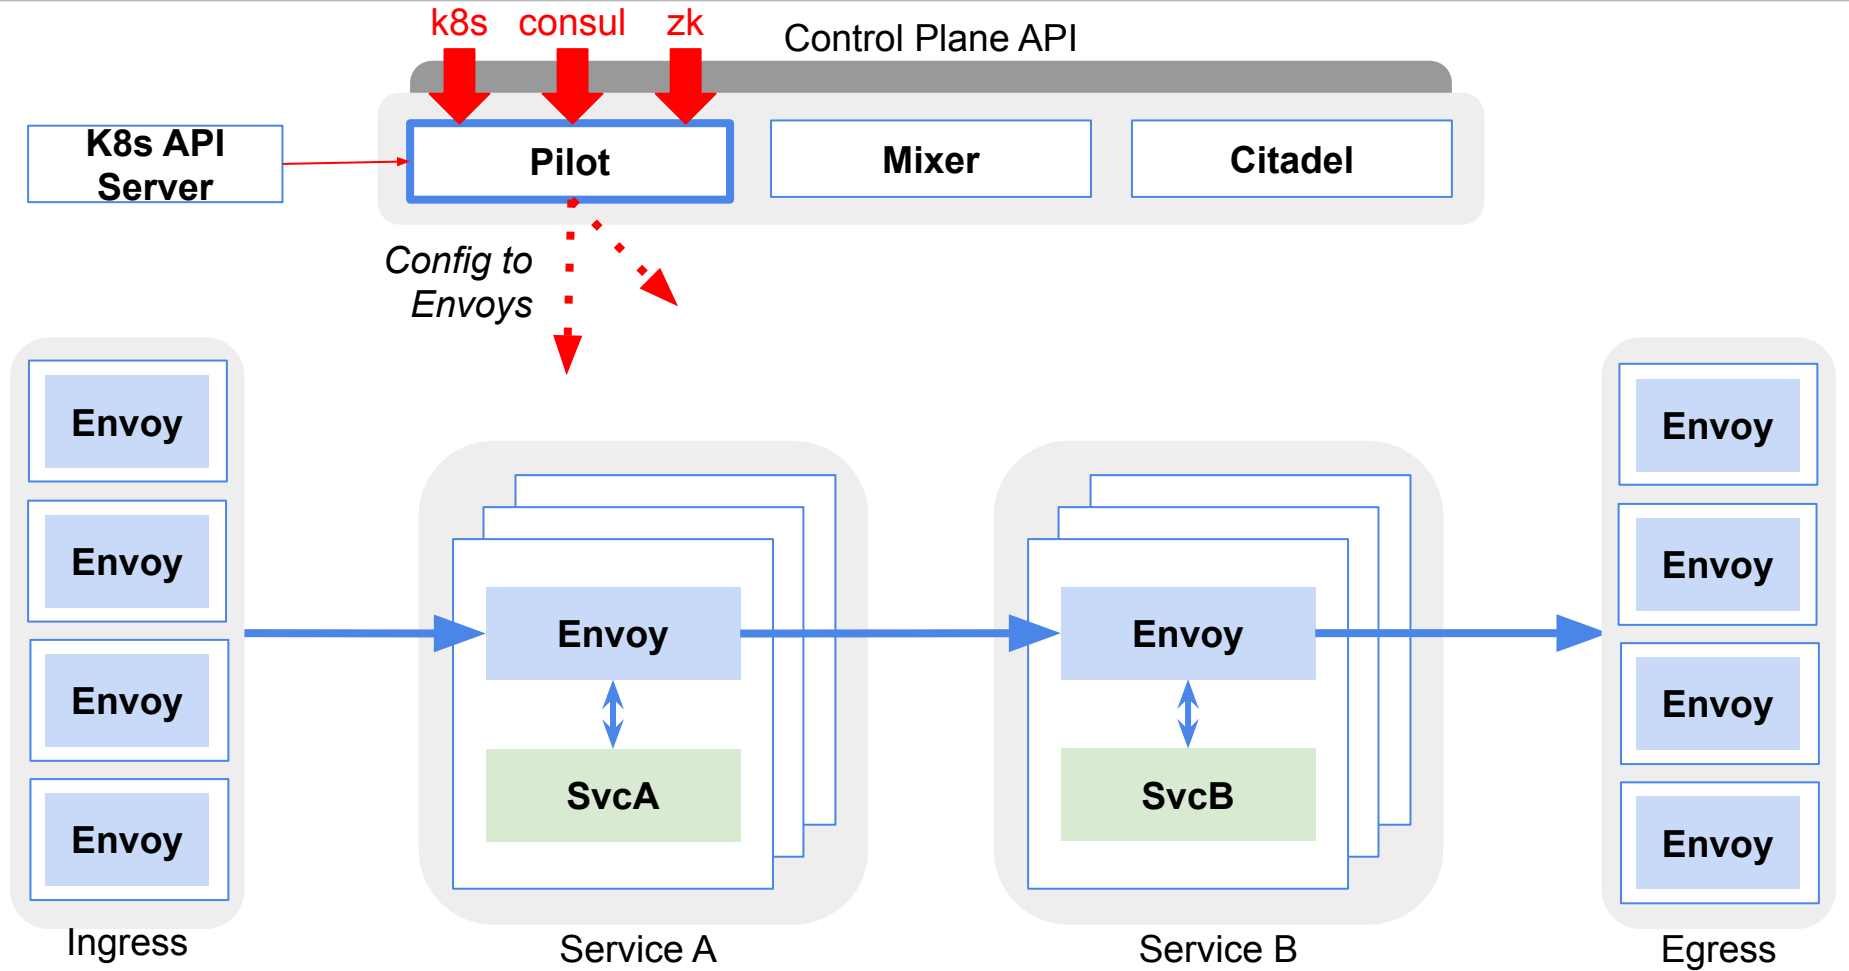 k8s consul zk
Control Plane API
K8s API
Server
Pilot
Mixer
Citadel
Config to
Envoys
Envoy
Envoy
Envoy
Envoy
Ingress
Envoy
SvcA
Service A
Envoy
SvcB
Service B
Envoy
Envoy
Envoy
Envoy
Egress